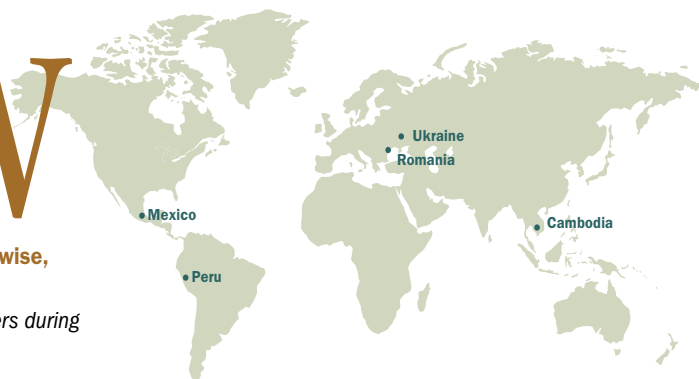 W
Ukraine
Romania
Mexico
Cambodia
wise,
Peru
ers during